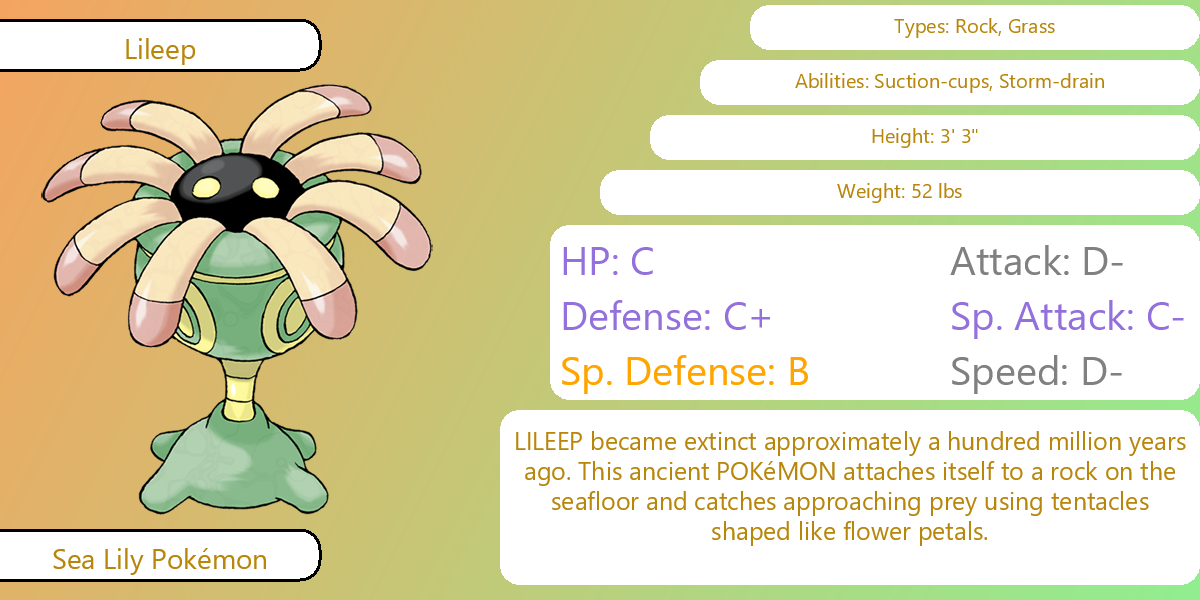 Lileep
Types: Rock, Grass
Abilities: Suction-cups, Storm-drain
Height: 3' 3"
Weight: 52 lbs
HP: C
Attack: D-
Defense: C+
Sp. Attack: C-
Sp. Defense: B
Speed: D-
LILEEP became extinct approximately a hundred million years
ago. This ancient POKéMON attaches itself to a rock on the
seafloor and catches approaching prey using tentacles
shaped like flower petals.
Sea Lily Pokémon